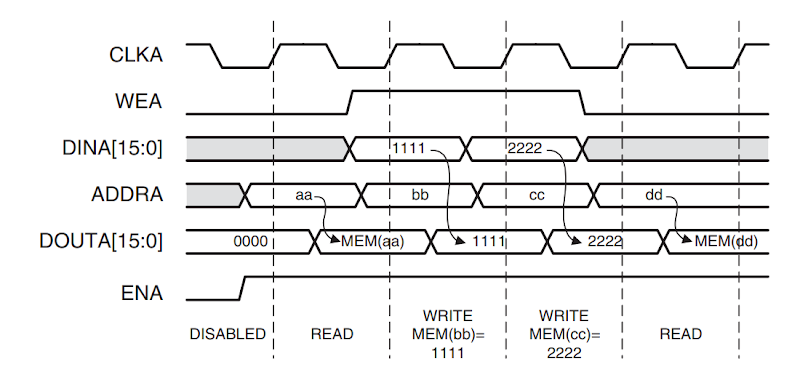 CLKA
WEA
DINA[15:0] 1111 2222
ADDRA aa bb cc dd
DOUTA[15:0] 0000 MEM(aa) 1111 2222 MEM(dd)
ENA
DISABLED READ WRITE MEM(bb)= 1111 WRITE MEM(cc)= 2222 READ